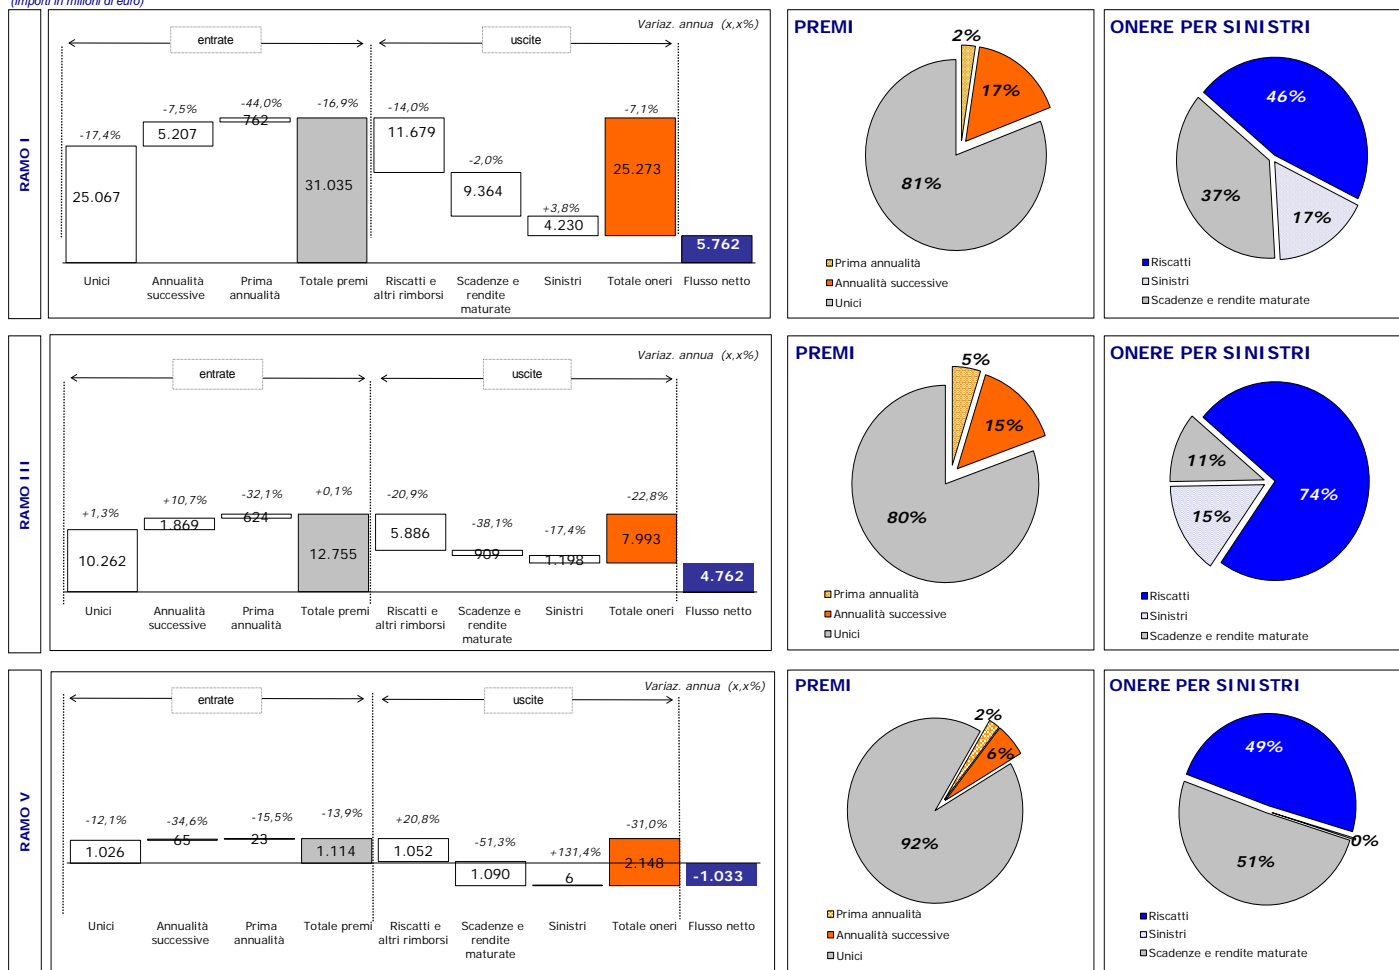 (importi in milioni di euro)
RAMO I
Variaz. annua (x,x%)
entrate
uscite
-17,4%
-7,5%
-44,0%
-16,9%
-14,0%
-2,0%
+3,8%
-7,1%
25.067
5.207
762
31.035
11.679
9.364
4.230
25.273
5.762
Unici
Annualità
successive
Prima
annualità
Totale premi
Riscatti e
altri rimborsi
Scadenze e
rendite
maturate
Sinistri
Totale oneri
Flusso netto
PREMI
2%
17%
81%
Prima annualità
Annualità successive
Unici
ONERE PER SINISTRI
46%
37%
17%
Riscatti
Sinistri
Scadenze e rendite maturate
RAMO III
Variaz. annua (x,x%)
entrate
uscite
+1,3%
+10,7%
-32,1%
+0,1%
-20,9%
-38,1%
-17,4%
-22,8%
10.262
1.869
624
12.755
5.886
909
1.198
7.993
4.762
Unici
Annualità
successive
Prima
annualità
Totale premi
Riscatti e
altri rimborsi
Scadenze e
rendite
maturate
Sinistri
Totale oneri
Flusso netto
PREMI
5%
15%
80%
Prima annualità
Annualità successive
Unici
ONERE PER SINISTRI
11%
74%
15%
Riscatti
Sinistri
Scadenze e rendite maturate
RAMO V
Variaz. annua (x,x%)
entrate
uscite
-12,1%
-34,6%
-15,5%
-13,9%
+20,8%
-51,3%
+131,4%
-31,0%
1.026
65
23
1.114
1.052
1.090
6
2.148
-1.033
Unici
Annualità
successive
Prima
annualità
Totale premi
Riscatti e
altri rimborsi
Scadenze e
rendite
maturate
Sinistri
Totale oneri
Flusso netto
PREMI
2%
6%
92%
Prima annualità
Annualità successive
Unici
ONERE PER SINISTRI
49%
0%
51%
Riscatti
Sinistri
Scadenze e rendite maturate